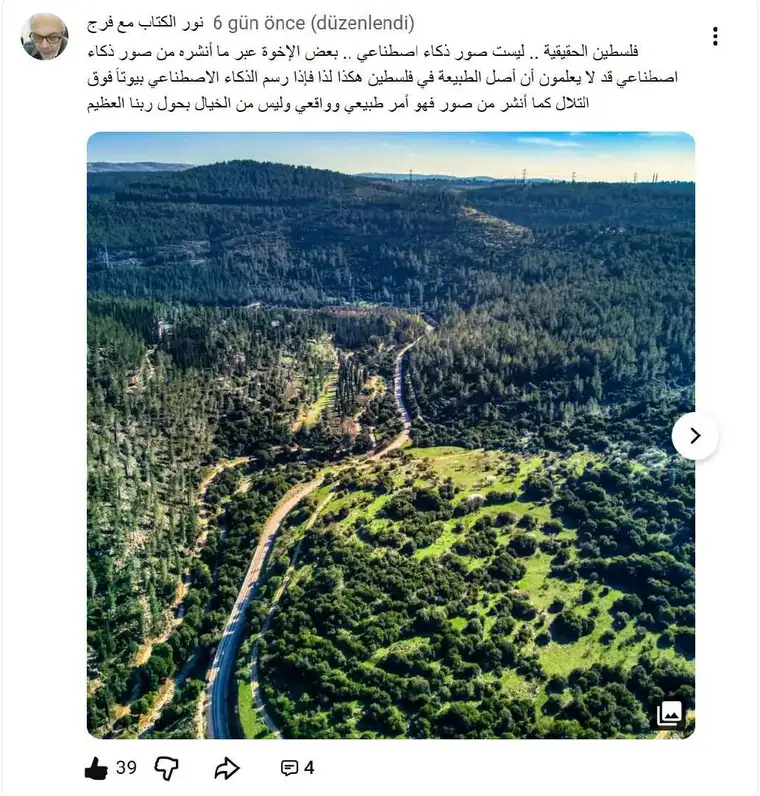 نور الكتاب مع فرج 6 gün önce (düzenlendi)
فلسطين الحقيقية .. ليست صور ذكاء اصطناعي .. بعض الإخوة عبر ما أنشره من صور ذكاء
اصطناعي قد لا يعلمون أن أصل الطبيعة في فلسطين هكذا لذا فإذا رسم الذكاء الاصطناعي بيوتاً فوق
التلال كما أنشر من صور فهو أمر طبيعي وواقعي وليس من الخيال بحول ربنا العظيم
39 4